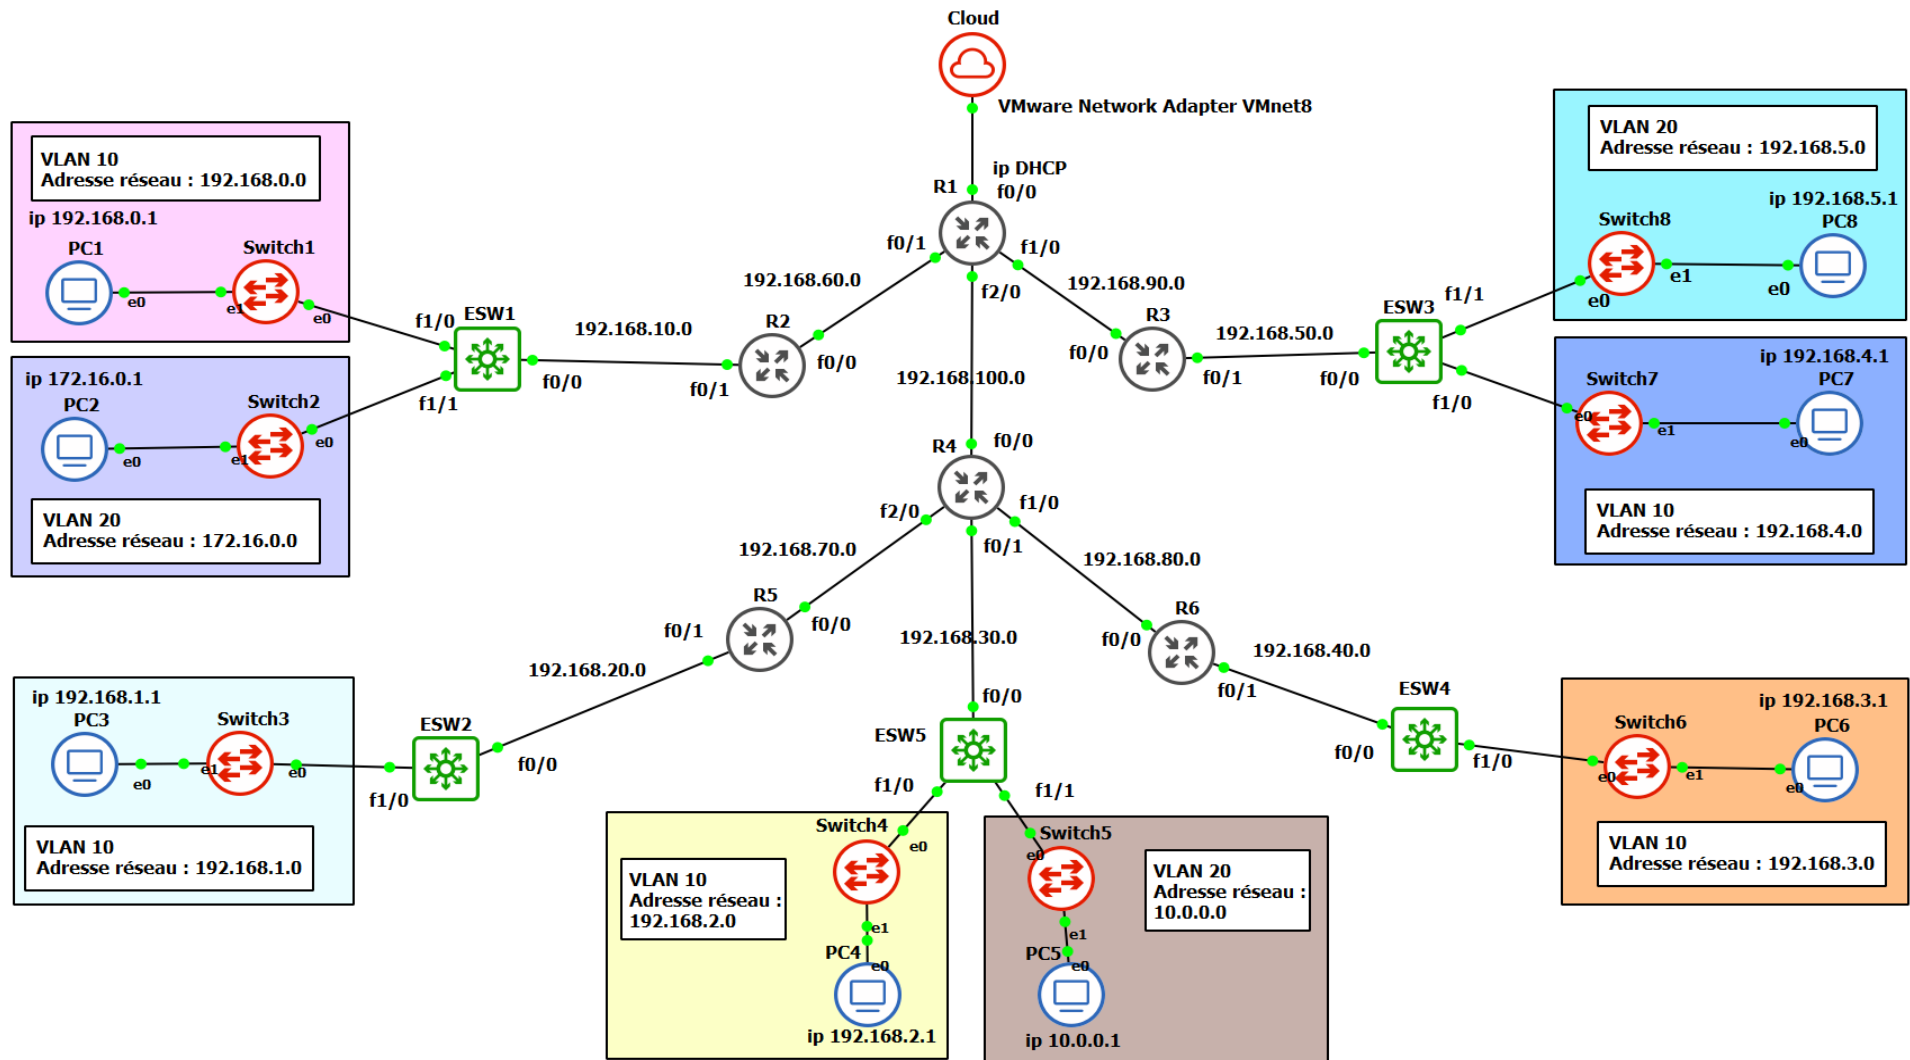 Cloud
VMware Network Adapter VMnet8
ip DHCP
f0/0
R1
f0/1
f1/0
f2/0
192.168.60.0
192.168.90.0
192.168.100.0
VLAN 10
Adresse réseau : 192.168.0.0
ip 192.168.0.1
PC1
Switch1
e0
e1
e0
f1/0
ESW1
192.168.10.0
R2
f0/0
f0/0
f0/1
f1/1
ip 172.16.0.1
PC2
Switch2
e0
e1
e0
VLAN 20
Adresse réseau : 172.16.0.0
R3
f0/0
f0/1
192.168.50.0
ESW3
f1/1
f0/0
f1/0
VLAN 20
Adresse réseau : 192.168.5.0
ip 192.168.5.1
Switch8
PC8
e0
e1
e0
ip 192.168.4.1
Switch7
PC7
e0
e1
e0
VLAN 10
Adresse réseau : 192.168.4.0
R4
f0/0
f2/0
f1/0
f0/1
192.168.70.0
192.168.80.0
192.168.30.0
R5
f0/1
f0/0
192.168.20.0
R6
f0/0
f0/1
192.168.40.0
ip 192.168.1.1
PC3
Switch3
e0
e1
e0
ESW2
f0/0
f1/0
VLAN 10
Adresse réseau : 192.168.1.0
f0/0
ESW5
f1/0
f1/1
Switch4
e0
VLAN 10
Adresse réseau :
192.168.2.0
e1
PC4
e0
ip 192.168.2.1
Switch5
e0
VLAN 20
Adresse réseau :
10.0.0.0
e1
PC5
e0
ip 10.0.0.1
ESW4
f0/0
f1/0
ip 192.168.3.1
Switch6
PC6
e0
e1
e0
VLAN 10
Adresse réseau : 192.168.3.0